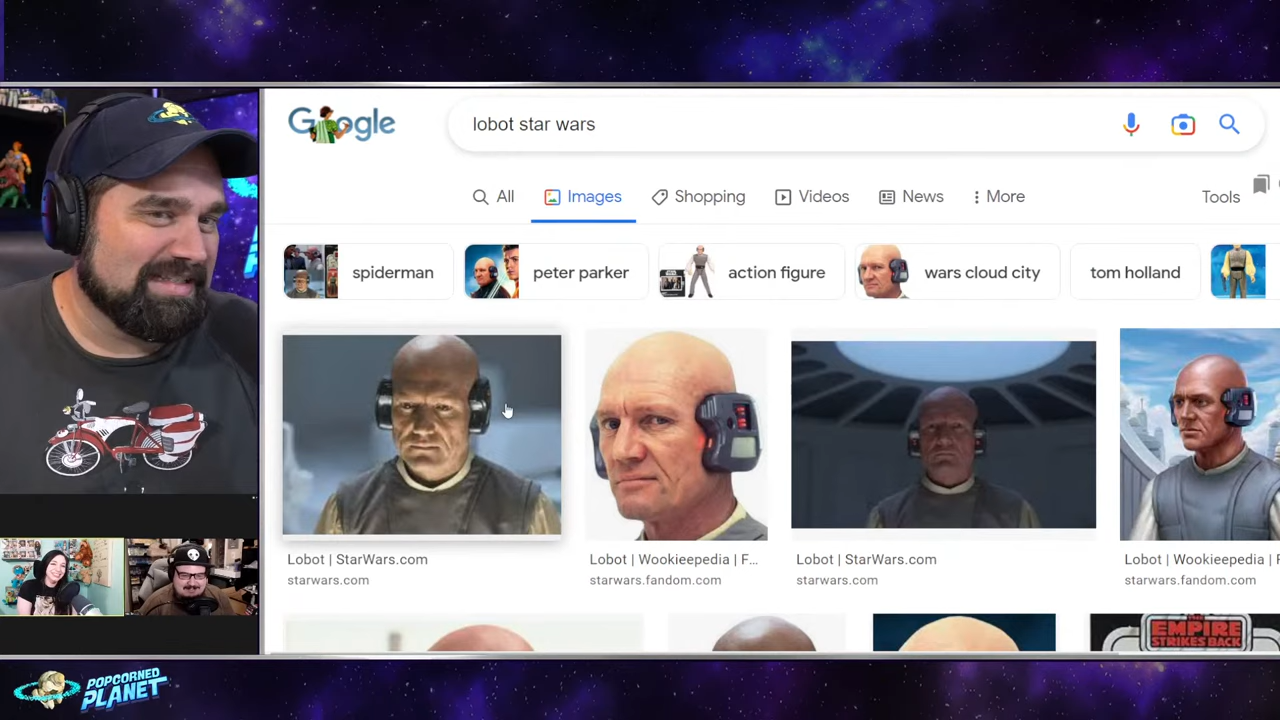 Google
lobot star wars
All
Images
Shopping
Videos
News
More
Tools
spiderman
peter parker
action figure
wars cloud city
tom holland
Lobot | StarWars.com
starwars.com
Lobot | Wookieepedia | F...
starwars.fandom.com
Lobot | StarWars.com
starwars.com
Lobot | Wookieepedia | F
starwars.fandom.com
THE
EMPIRE
STRIKES BACK
POPCORNED
PLANET